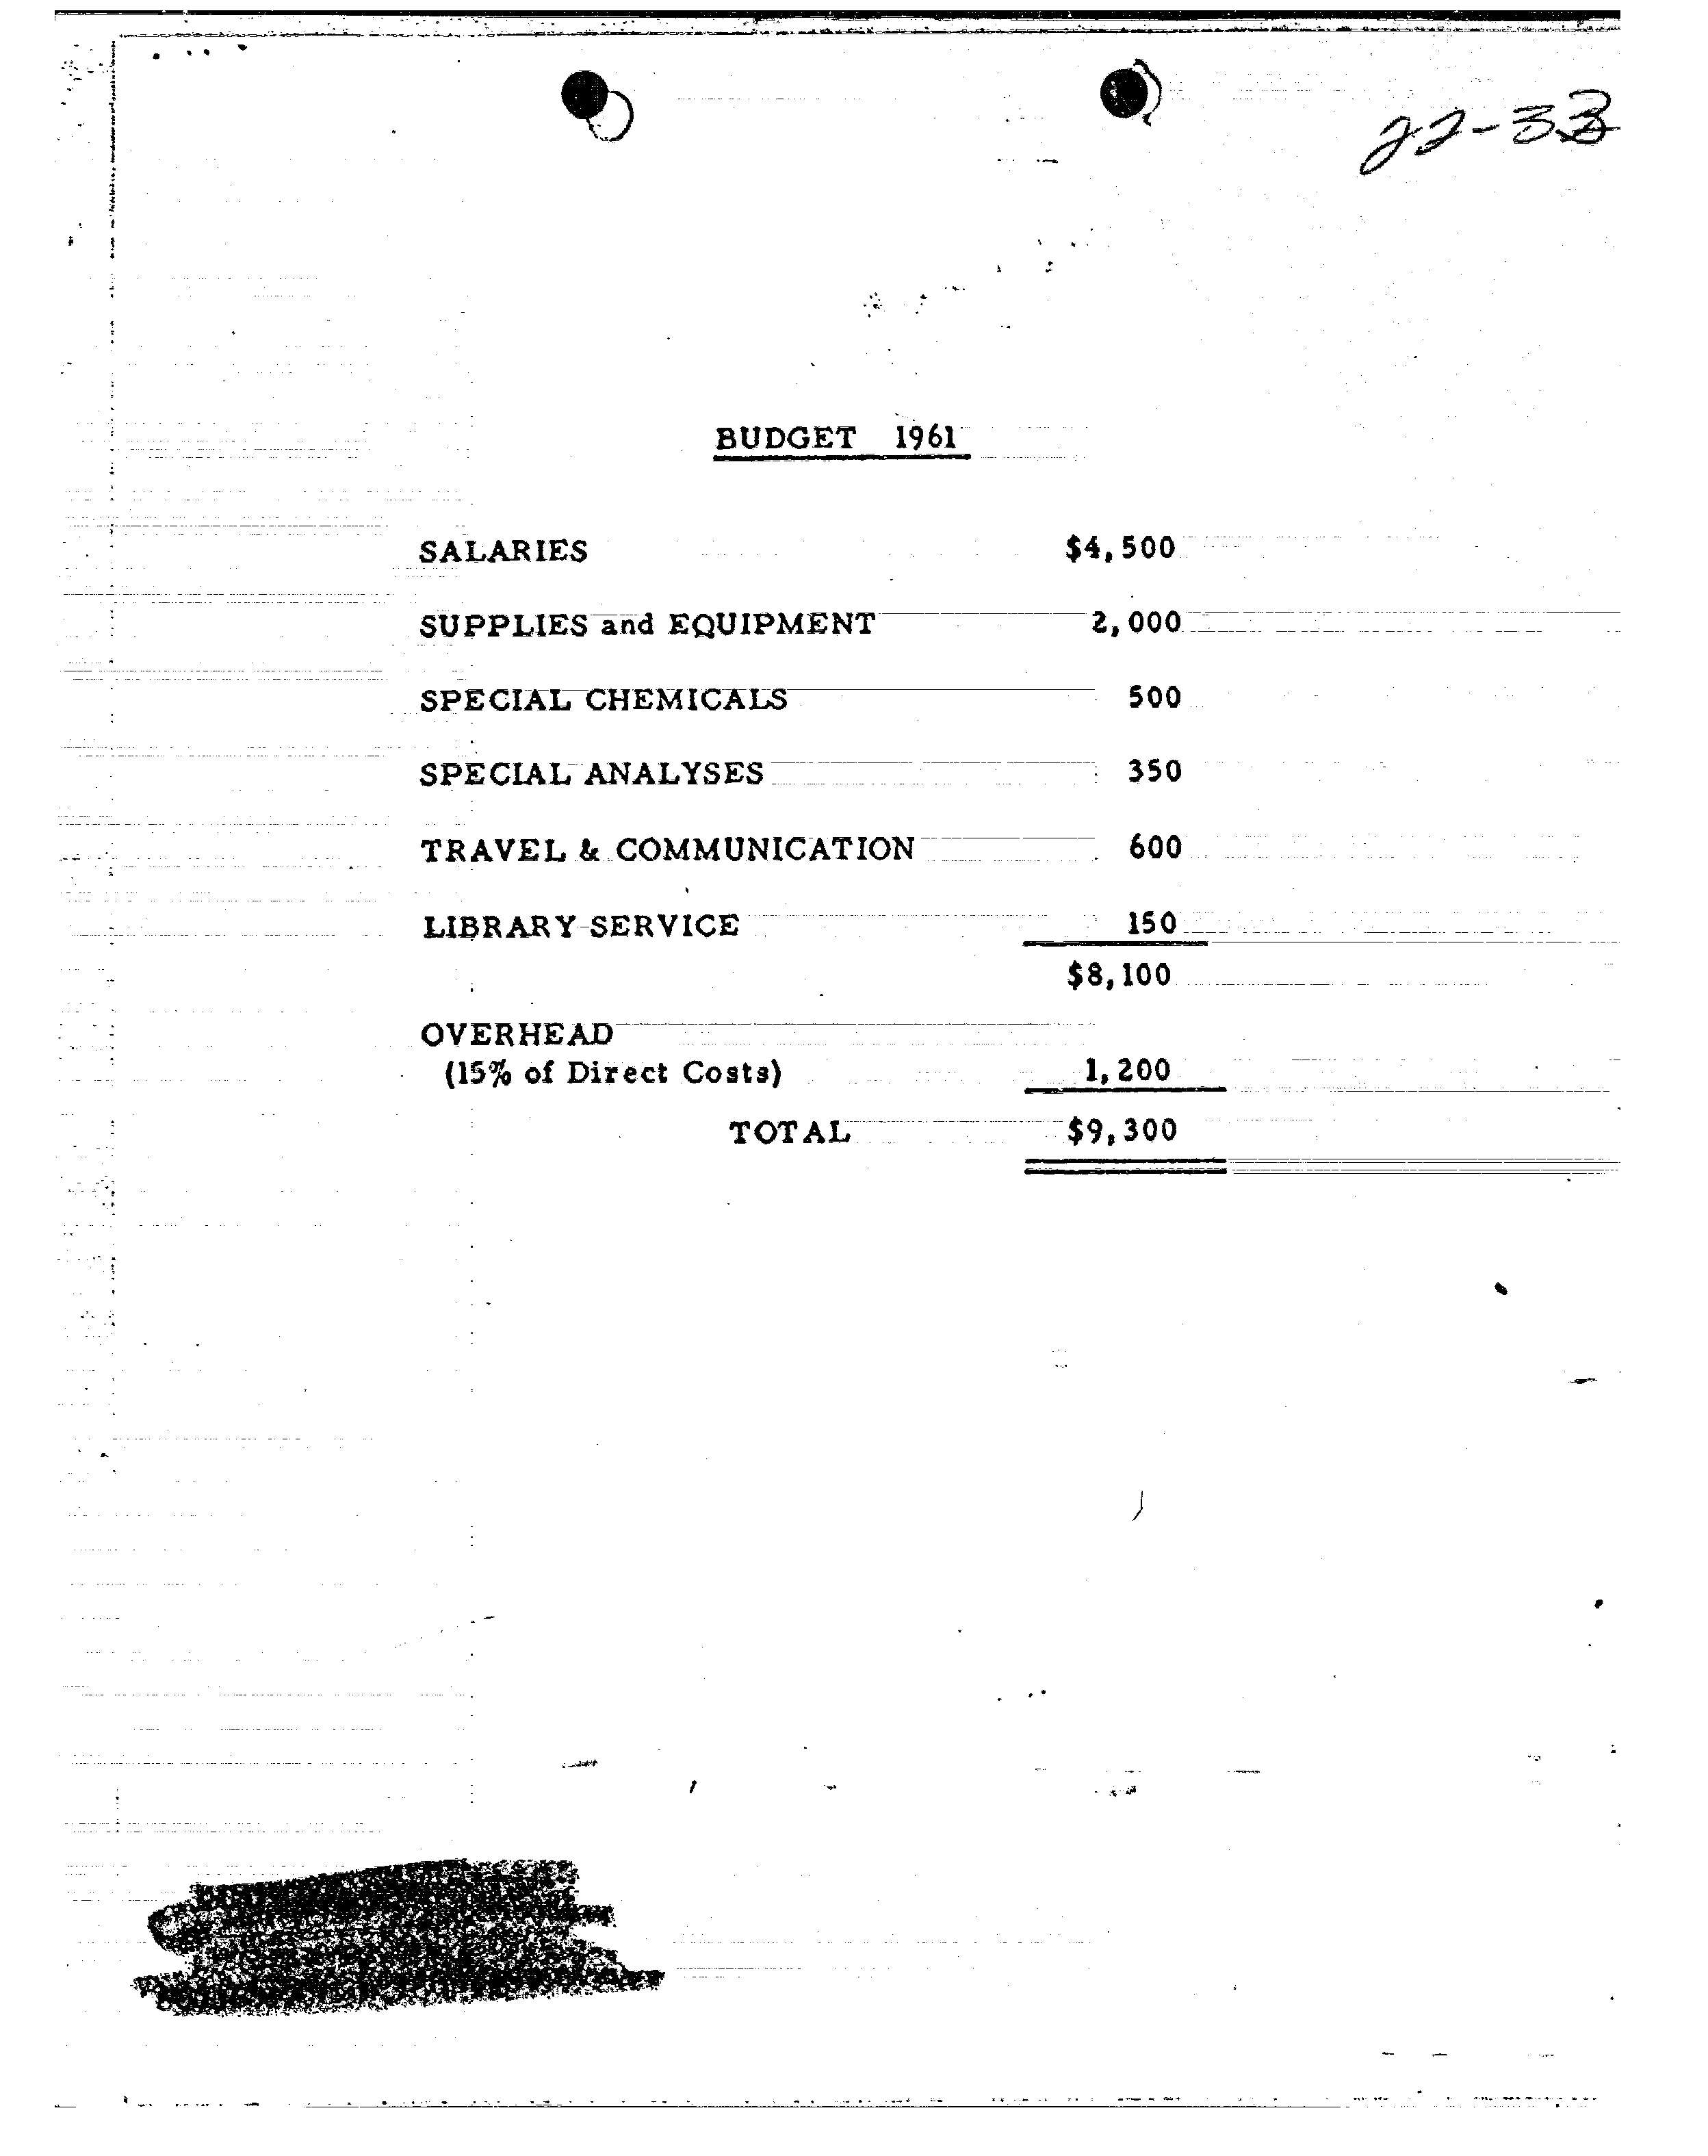 22-33
BUDGET 1961
SALARIES $4,500
SUPPLIES and EQUIPMENT 2,000
SPECIAL CHEMICALS 500
SPECIAL ANALYSES 350
TRAVEL & COMMUNICATION 600
LIBRARY SERVICE 150
$8,100
OVERHEAD
(15% of Direct Costs) 1,200
TOTAL $9,300